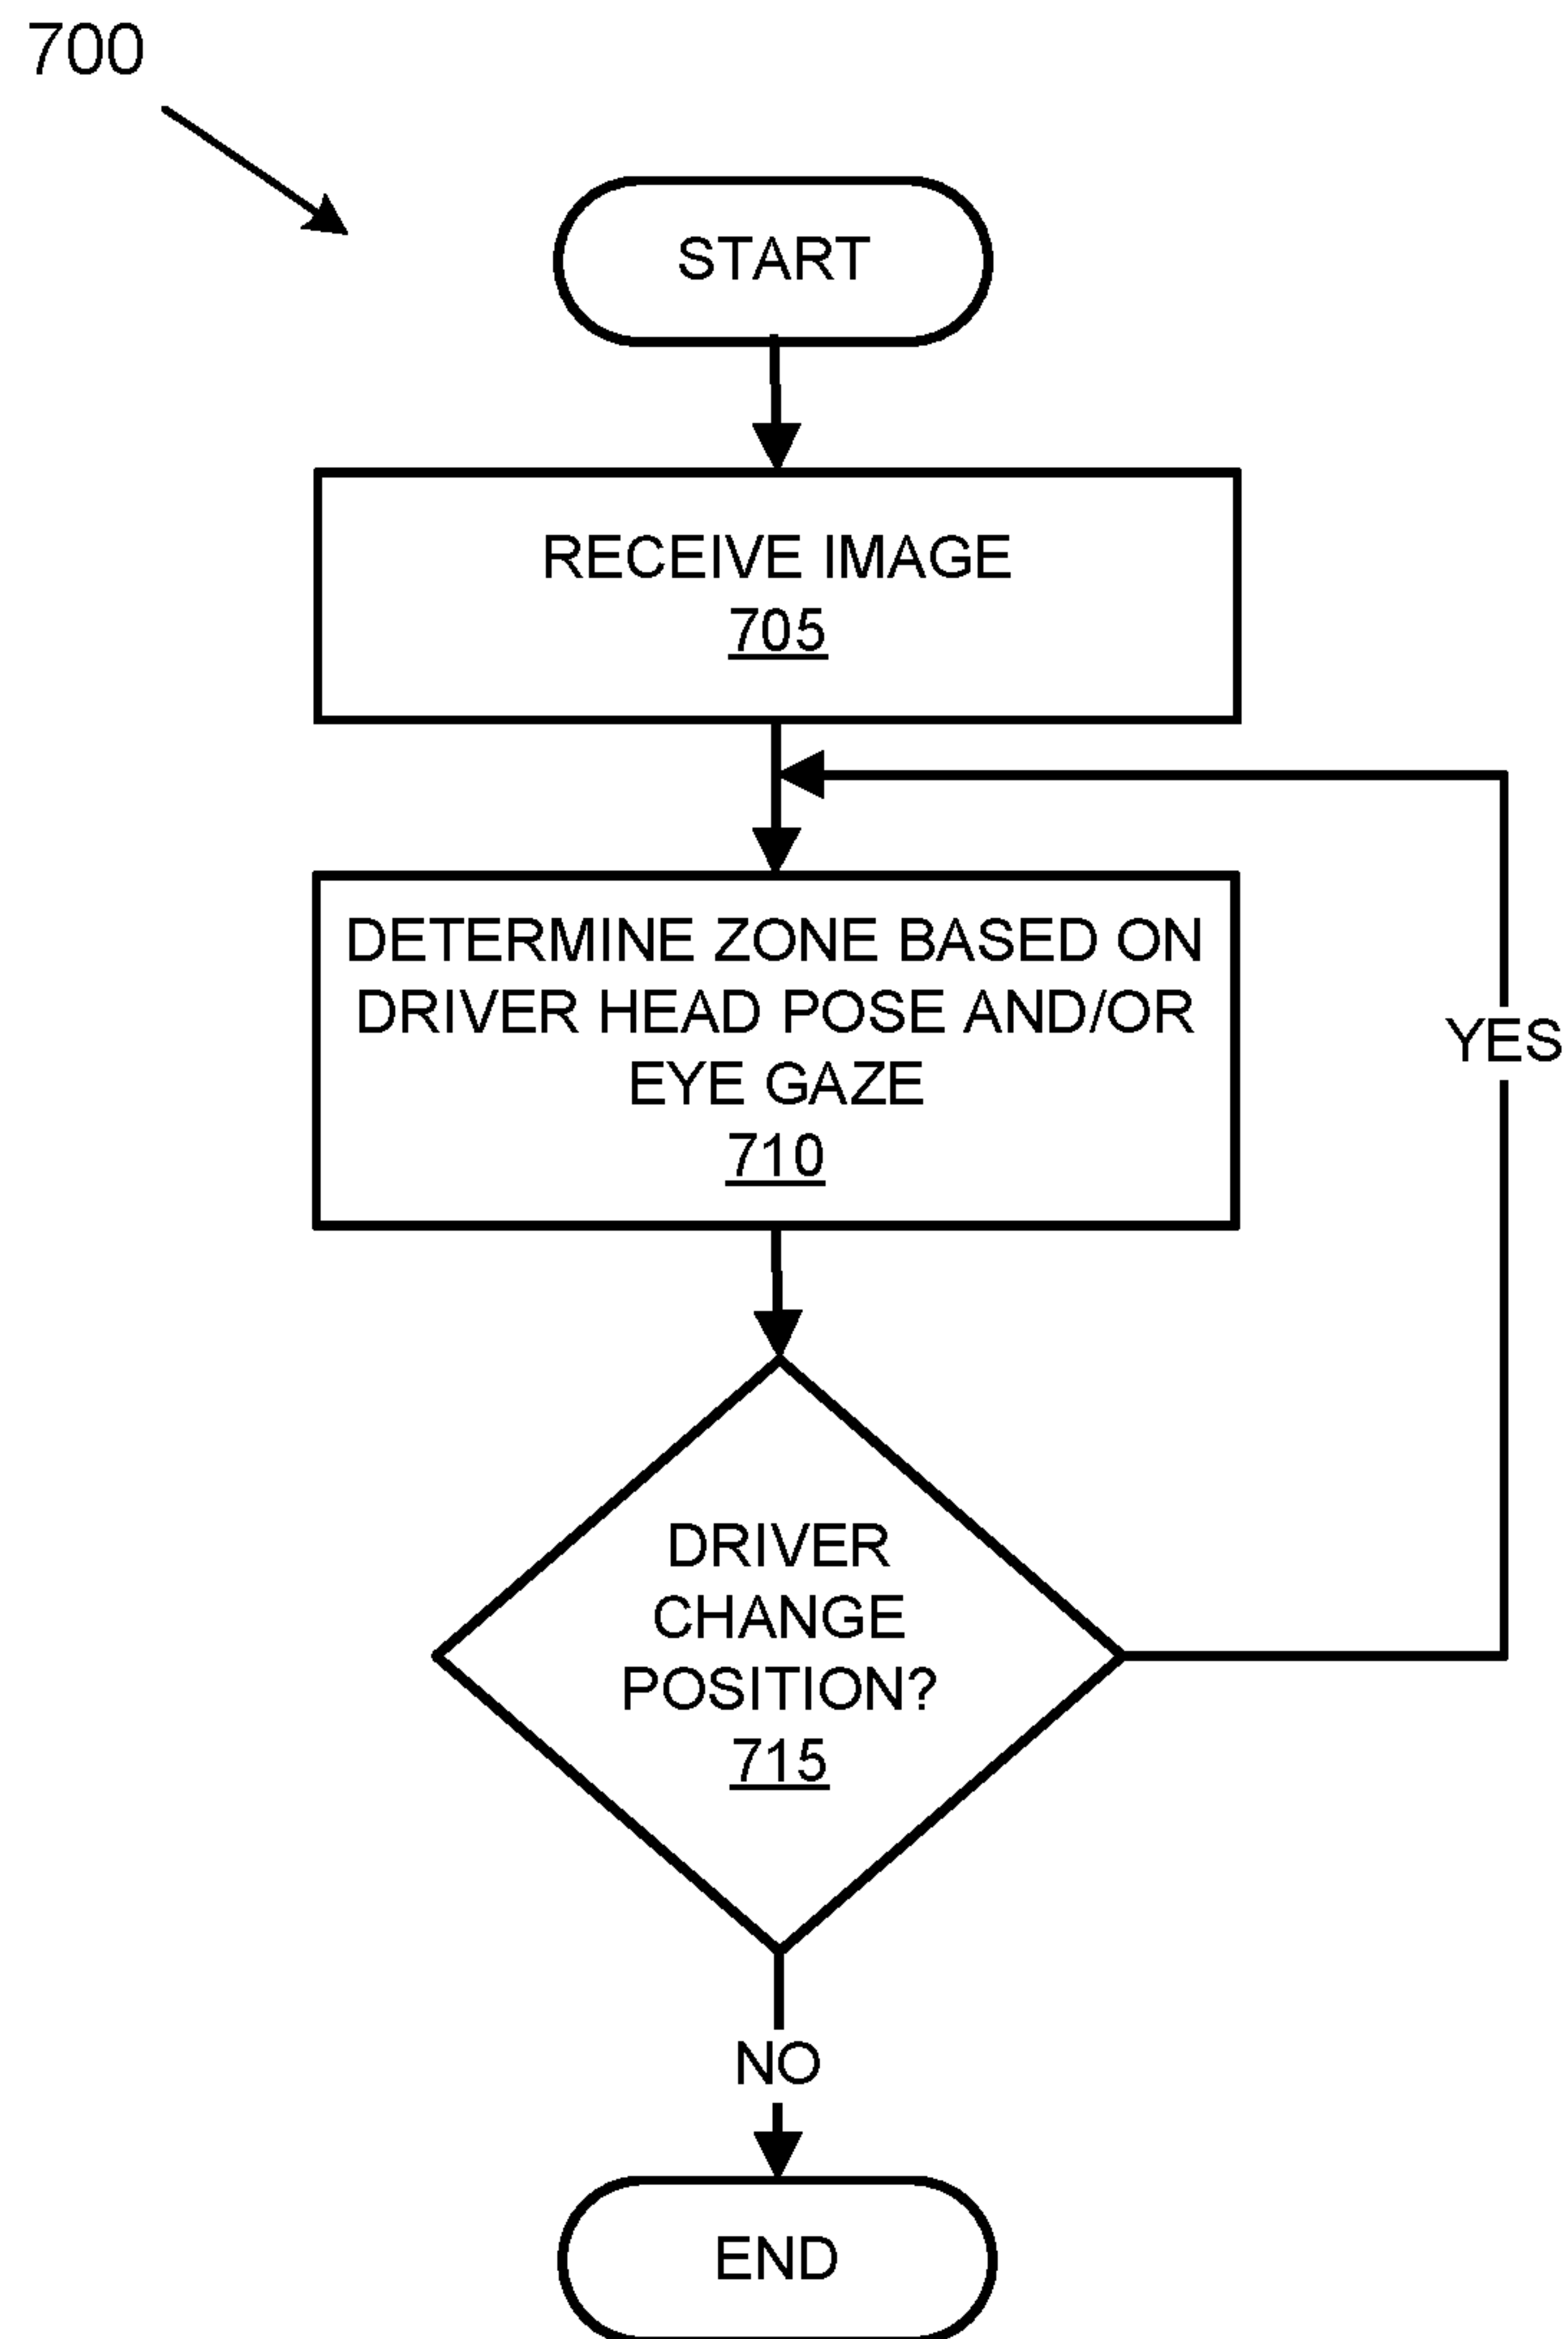 700
START
RECEIVE IMAGE
705
DETERMINE ZONE BASED ON
DRIVER HEAD POSE AND/OR
EYE GAZE
710
YES
DRIVER
CHANGE
POSITION?
715
NO
END